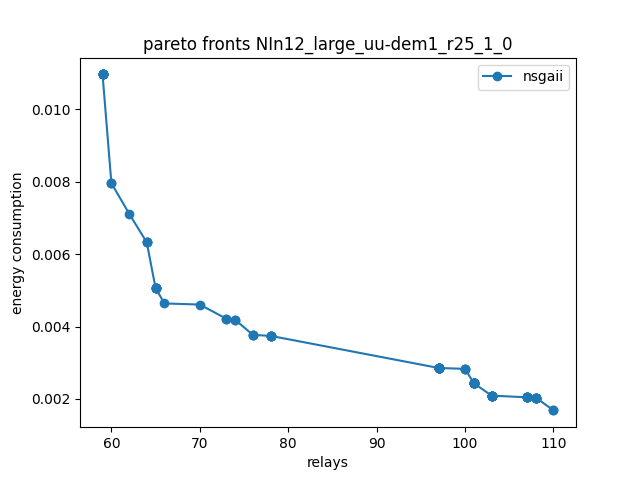 pareto fronts NIn12_large_uu-dem1_r25_1_0
nsgaii
energy consumption
0.010
0.008
0.006
0.004
0.002
60 70 80 90 100 110
relays